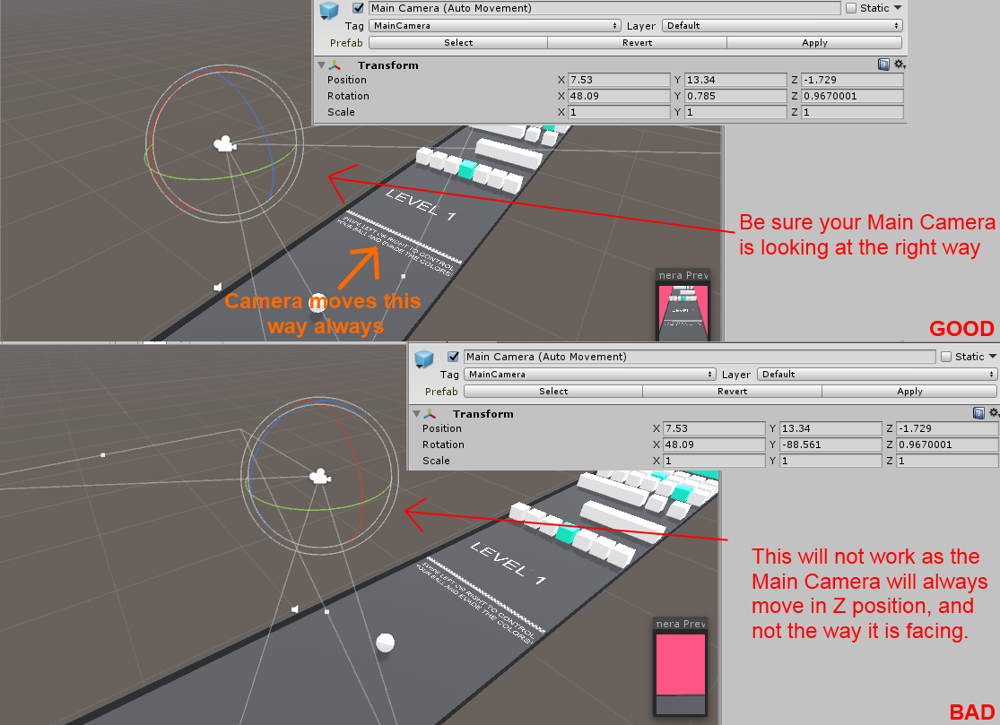 Main Camera (Auto Movement) Static
Tag MainCamera Layer Default
Prefab Select Revert Apply
Transform
Position X 7.53 Y 13.34 Z -1.729
Rotation X 48.09 Y 0.785 Z 0.9670001
Scale X 1 Y 1 Z 1
LEVEL 1
SWIPE LEFT OR RIGHT TO CONTROL
YOUR BALL AND EVADE THE COLORS!
Be sure your Main Camera
is looking at the right way
Camera moves this
way always
mera Prev
LEVEL 1
GOOD
Main Camera (Auto Movement) Static
Tag MainCamera Layer Default
Prefab Select Revert Apply
Transform
Position X 7.53 Y 13.34 Z -1.729
Rotation X 48.09 Y -88.561 Z 0.9670001
Scale X 1 Y 1 Z 1
LEVEL 1
SWIPE LEFT OR RIGHT TO CONTROL
YOUR BALL AND EVADE THE COLORS!
This will not work as the
Main Camera will always
move in Z position, and
not the way it is facing.
mera Prev
BAD